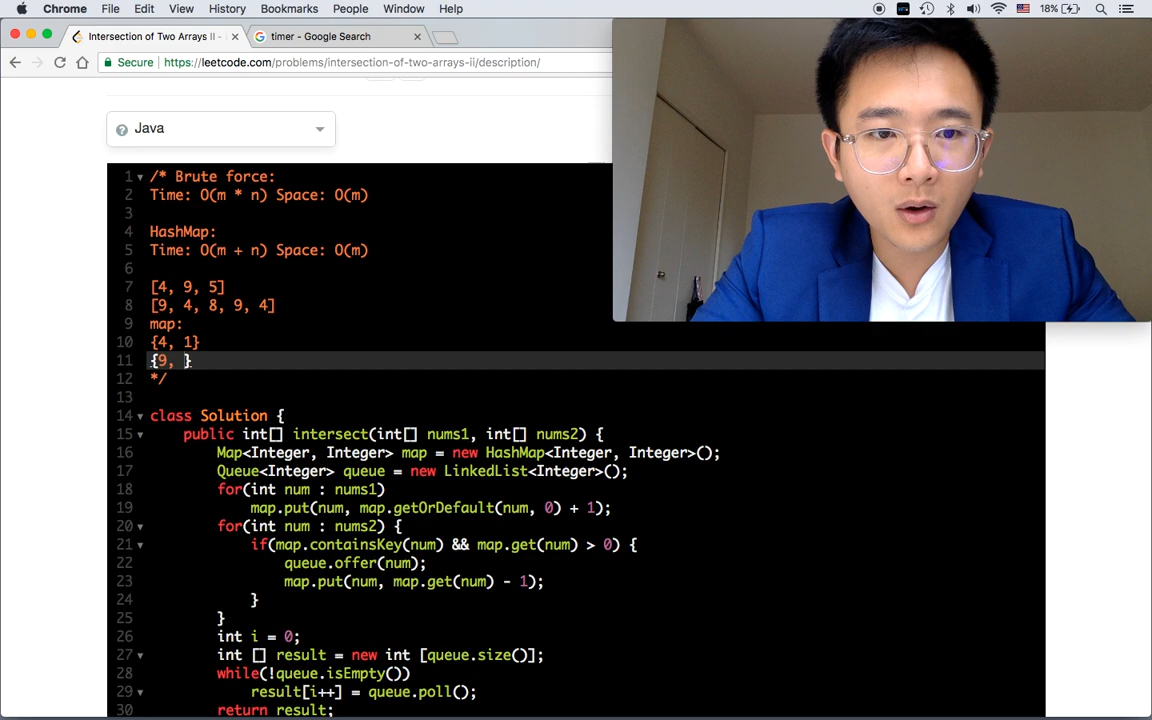 Chrome File Edit View History Bookmarks People Window Help 18%
Intersection of Two Arrays II - timer - Google Search
Secure https://leetcode.com/problems/intersection-of-two-arrays-ii/description/
Java
1 /* Brute force:
2 Time: O(m * n) Space: O(m)
3
4 HashMap:
5 Time: O(m + n) Space: O(m)
6
7 [4, 9, 5]
8 [9, 4, 8, 9, 4]
9 map:
10 {4, 1}
11 {9, }
12 */
13
14 class Solution {
15 public int[] intersect(int[] nums1, int[] nums2) {
16 Map<Integer, Integer> map = new HashMap<Integer, Integer>();
17 Queue<Integer> queue = new LinkedList<Integer>();
18 for(int num : nums1)
19 map.put(num, map.getOrDefault(num, 0) + 1);
20 for(int num : nums2) {
21 if(map.containsKey(num) && map.get(num) > 0) {
22 queue.offer(num);
23 map.put(num, map.get(num) - 1);
24 }
25 }
26 int i = 0;
27 int [] result = new int [queue.size()];
28 while(!queue.isEmpty())
29 result[i++] = queue.poll();
30 return result;